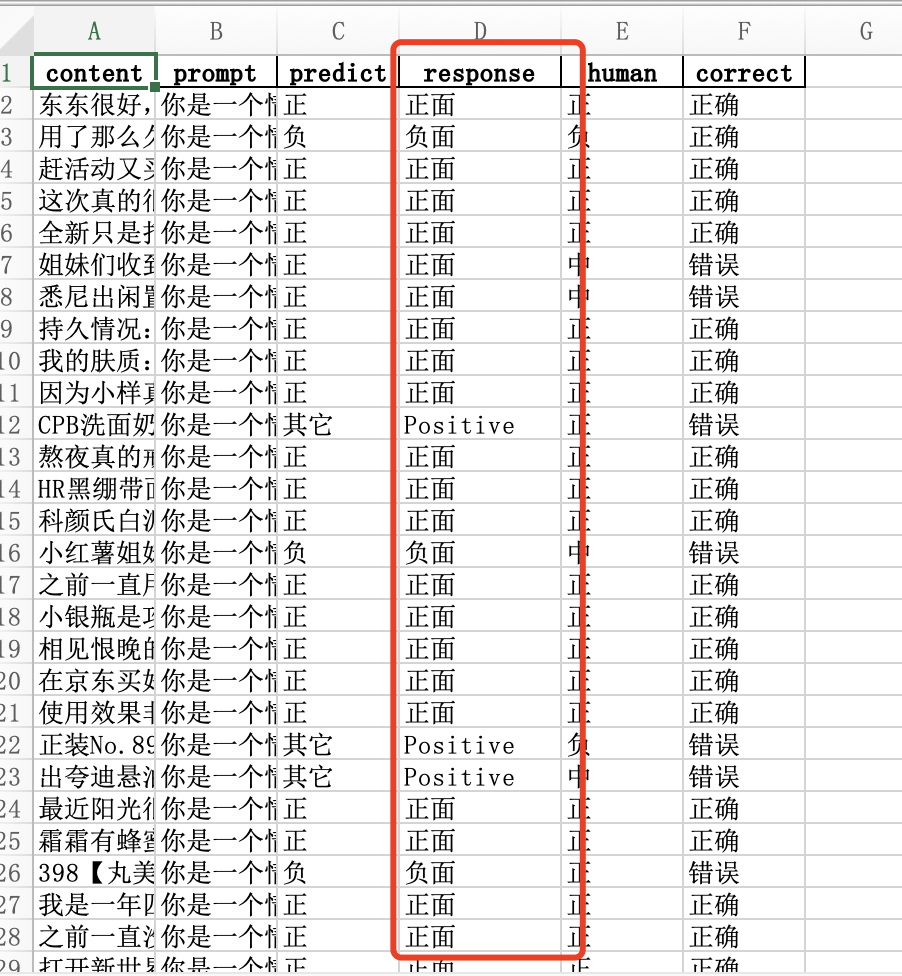 A B C D E F G
1 content prompt predict response human correct
2 东东很好, 你是一个 正 正面 正 正确
3 用了那么 你是一个 负 负面 负 正确
4 赶活动又 你是一个 正 正面 正 正确
5 这次真的 你是一个 正 正面 正 正确
6 全新只是 你是一个 正 正面 正 正确
7 姐妹们收 你是一个 正 正面 中 错误
8 悉尼出闲 你是一个 正 正面 中 错误
9 持久情况: 你是一个 正 正面 正 正确
10 我的肤质: 你是一个 正 正面 正 正确
11 因为小样 你是一个 正 正面 正 正确
12 CPB洗面奶 你是一个 其它 Positive 正 错误
13 熬夜真的 你是一个 正 正面 正 正确
14 HR黑绷带 你是一个 正 正面 正 正确
15 科颜氏白 你是一个 正 正面 正 正确
16 小红薯姐 你是一个 负 负面 中 错误
17 之前一直 你是一个 正 正面 正 正确
18 小银瓶是 你是一个 正 正面 正 正确
19 相见恨晚 你是一个 正 正面 正 正确
20 在京东买 你是一个 正 正面 正 正确
21 使用效果 你是一个 正 正面 正 正确
22 正装No.89 你是一个 其它 Positive 负 错误
23 出夸迪悬 你是一个 其它 Positive 中 错误
24 最近阳光 你是一个 正 正面 正 正确
25 霜霜有蜂 你是一个 正 正面 正 正确
26 398【丸美 你是一个 负 负面 正 错误
27 我是一年 你是一个 正 正面 正 正确
28 之前一直 你是一个 正 正面 正 正确
29 打开新世 你是一个 正 正面 正 正确